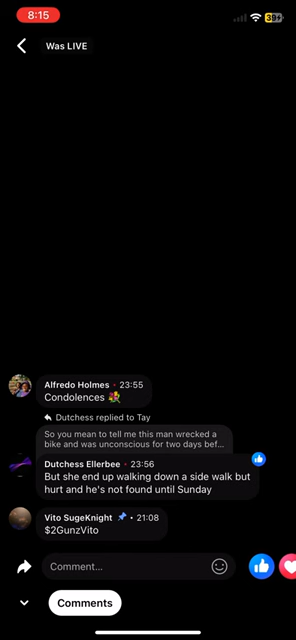 8:15
39
Was LIVE
Alfredo Holmes • 23:55
Condolences 💐
Dutchess replied to Tay
So you mean to tell me this man wrecked a
bike and was unconscious for two days bef...
Dutchess Ellerbee • 23:56
But she end up walking down a side walk but
hurt and he's not found until Sunday
Vito SugeKnight 📌 • 21:08
$2GunzVito
Comment...
Comments